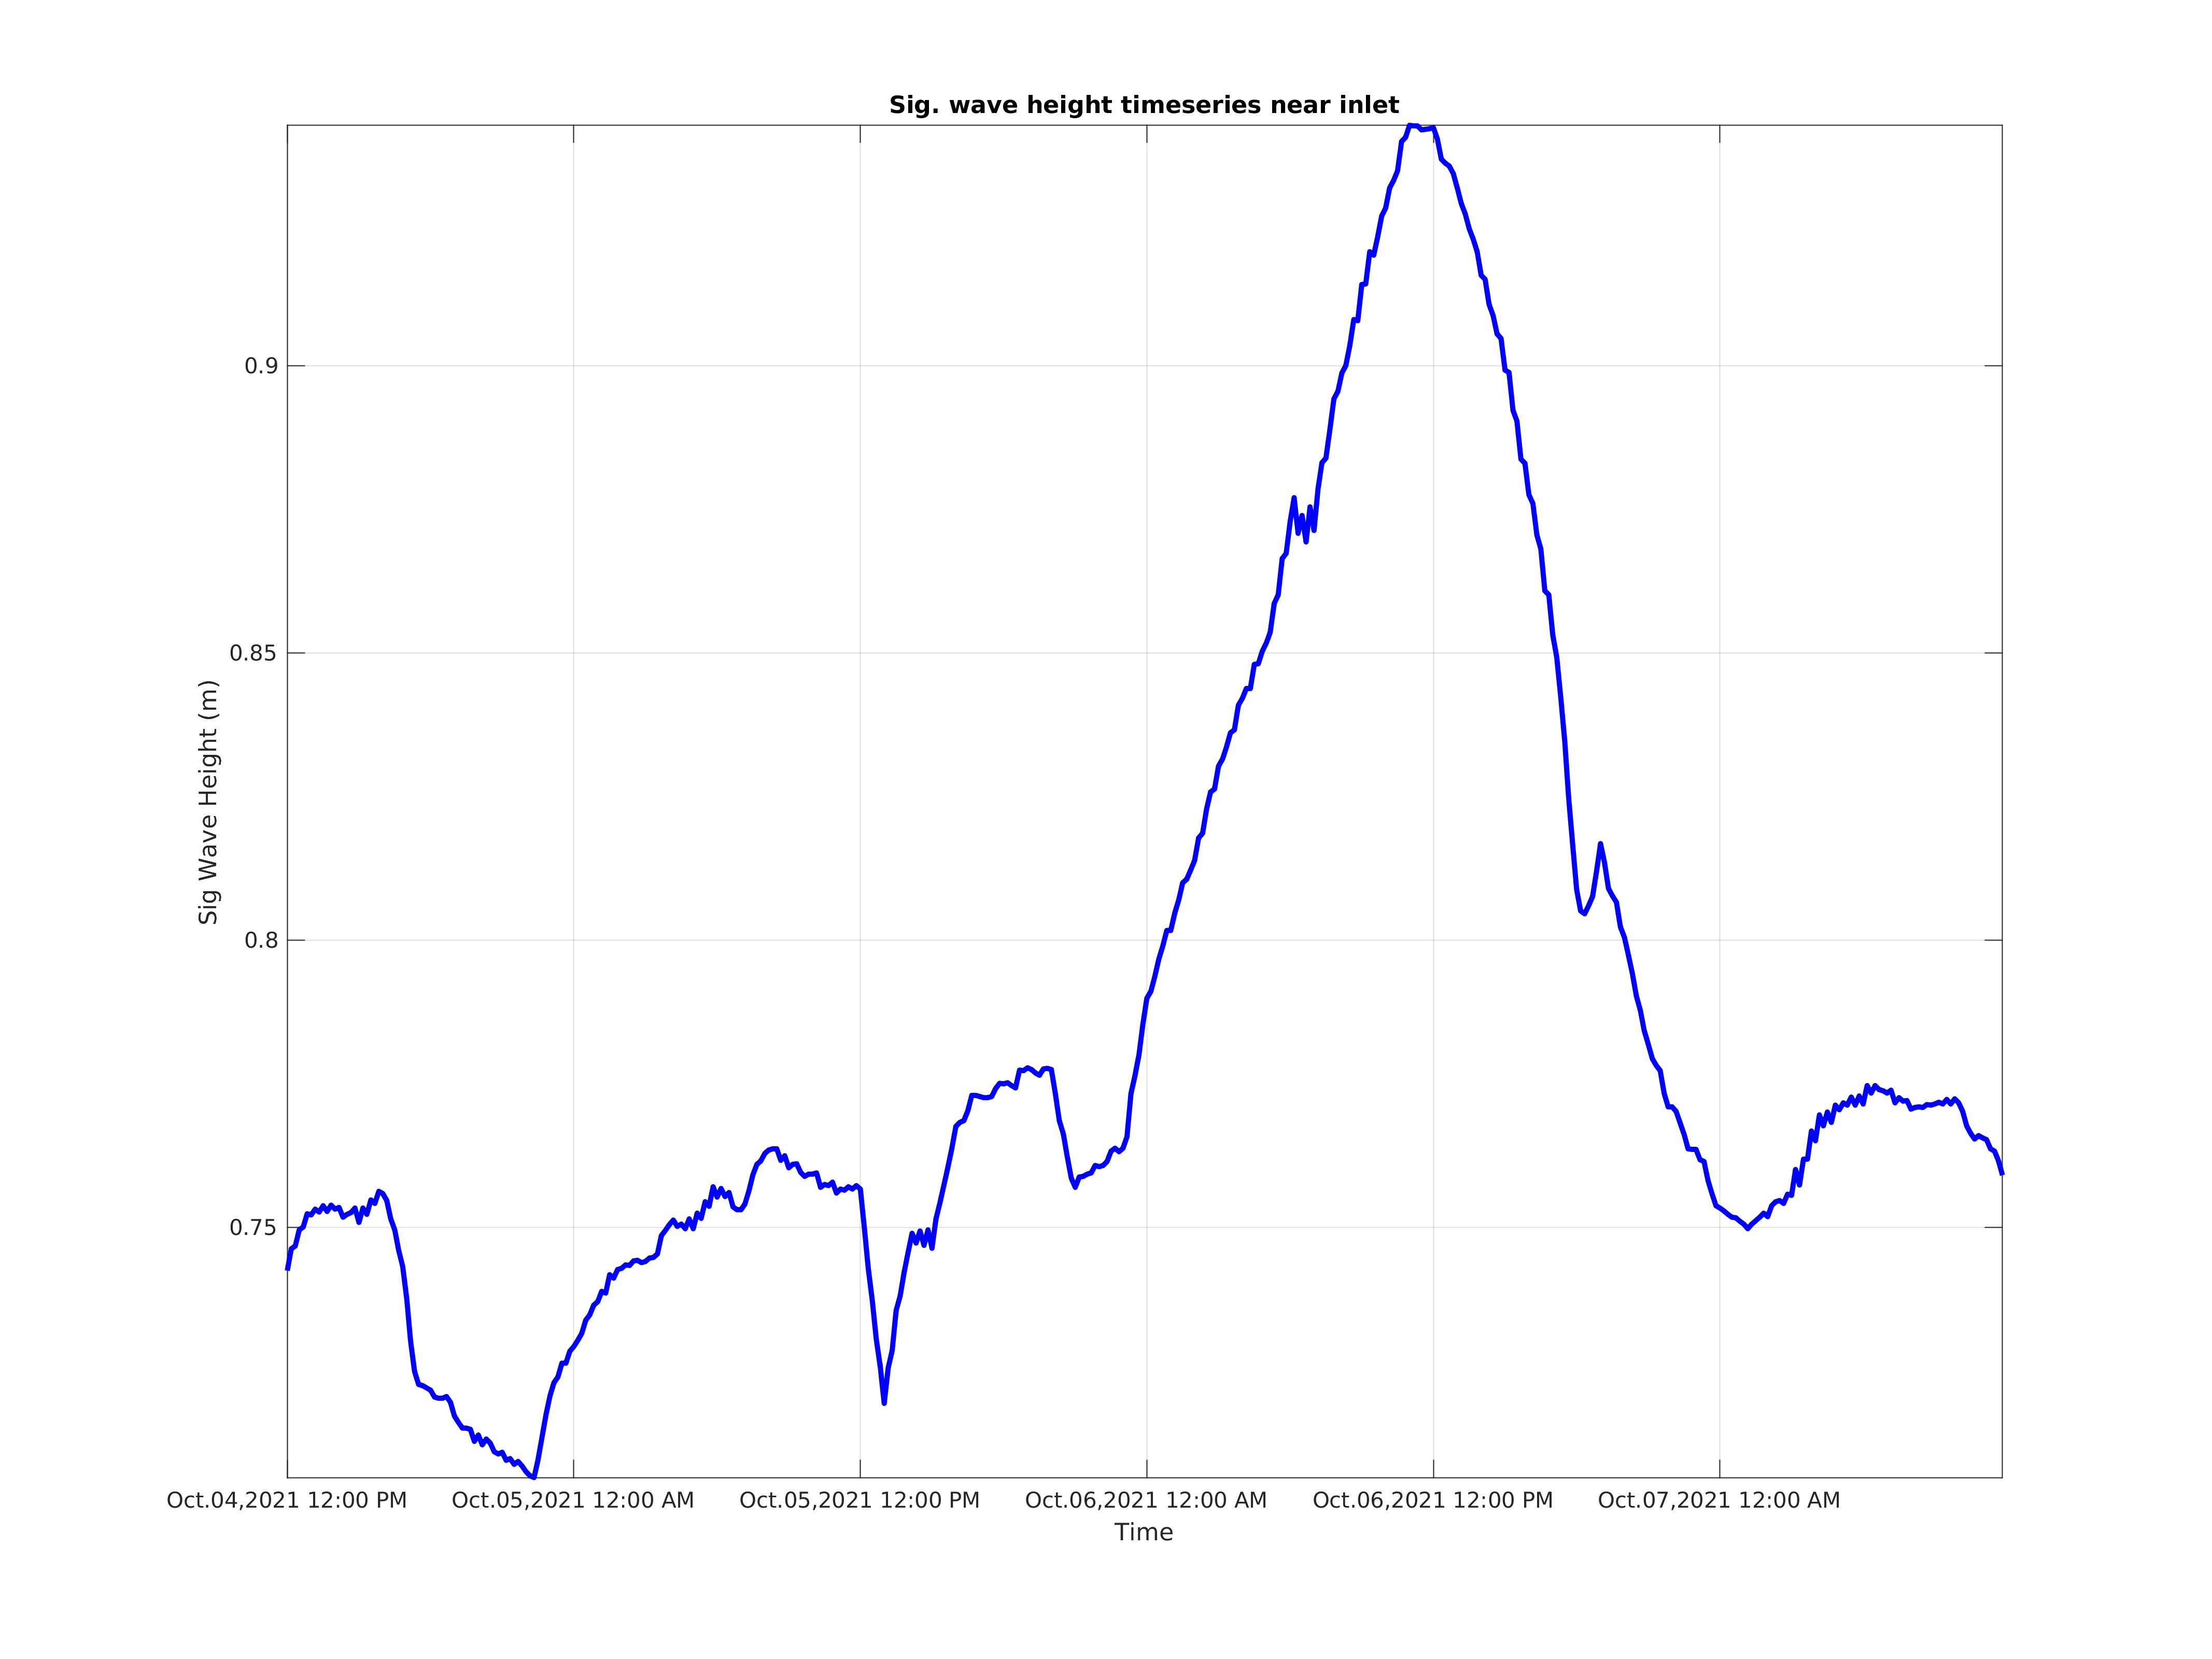 Sig. wave height timeseries near inlet
0.9
0.85
0.8
0.75
Sig Wave Height (m)
Oct.04,2021 12:00 PM Oct.05,2021 12:00 AM Oct.05,2021 12:00 PM Oct.06,2021 12:00 AM Oct.06,2021 12:00 PM Oct.07,2021 12:00 AM
Time